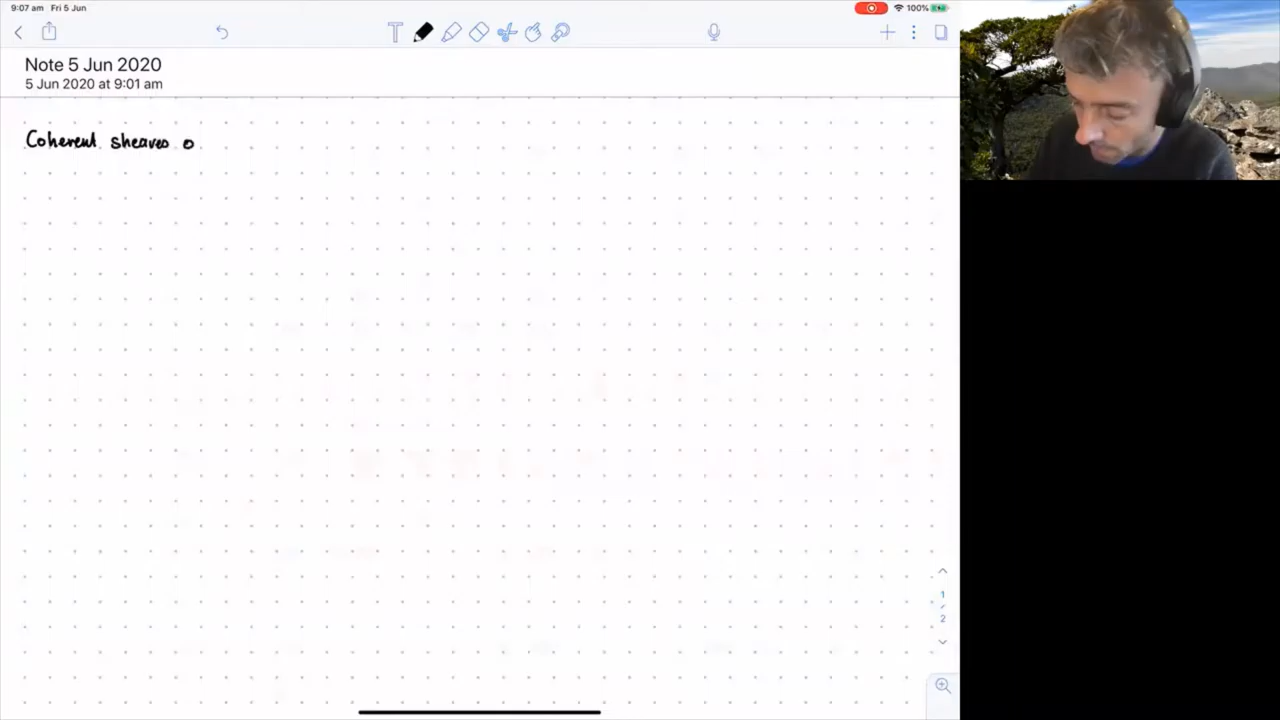 9:07 am Fri 5 Jun
100%
T
Note 5 Jun 2020
5 Jun 2020 at 9:01 am
Coherent sheaves o
1
2